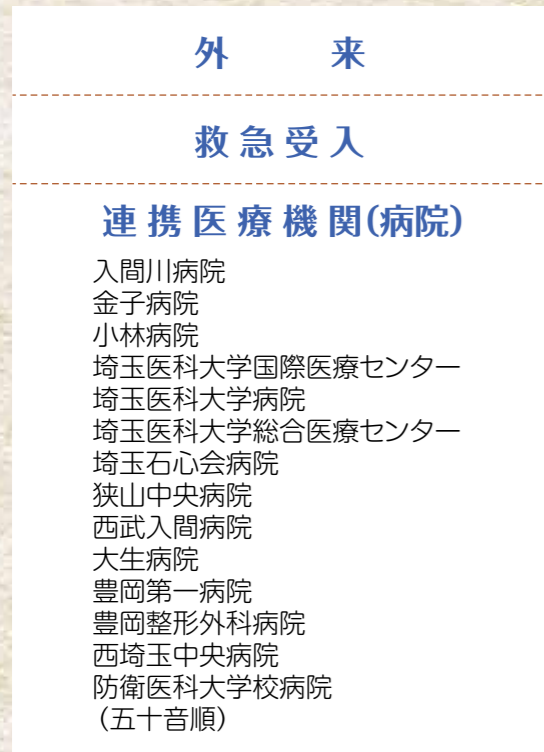 外来
救急受入
連携医療機関(病院)
入間川病院
金子病院
小林病院
埼玉医科大学国際医療センター
埼玉医科大学病院
埼玉医科大学総合医療センター
埼玉石心会病院
狭山中央病院
西武入間病院
大生病院
豊岡第一病院
豊岡整形外科病院
西埼玉中央病院
防衛医科大学校病院
(五十音順)